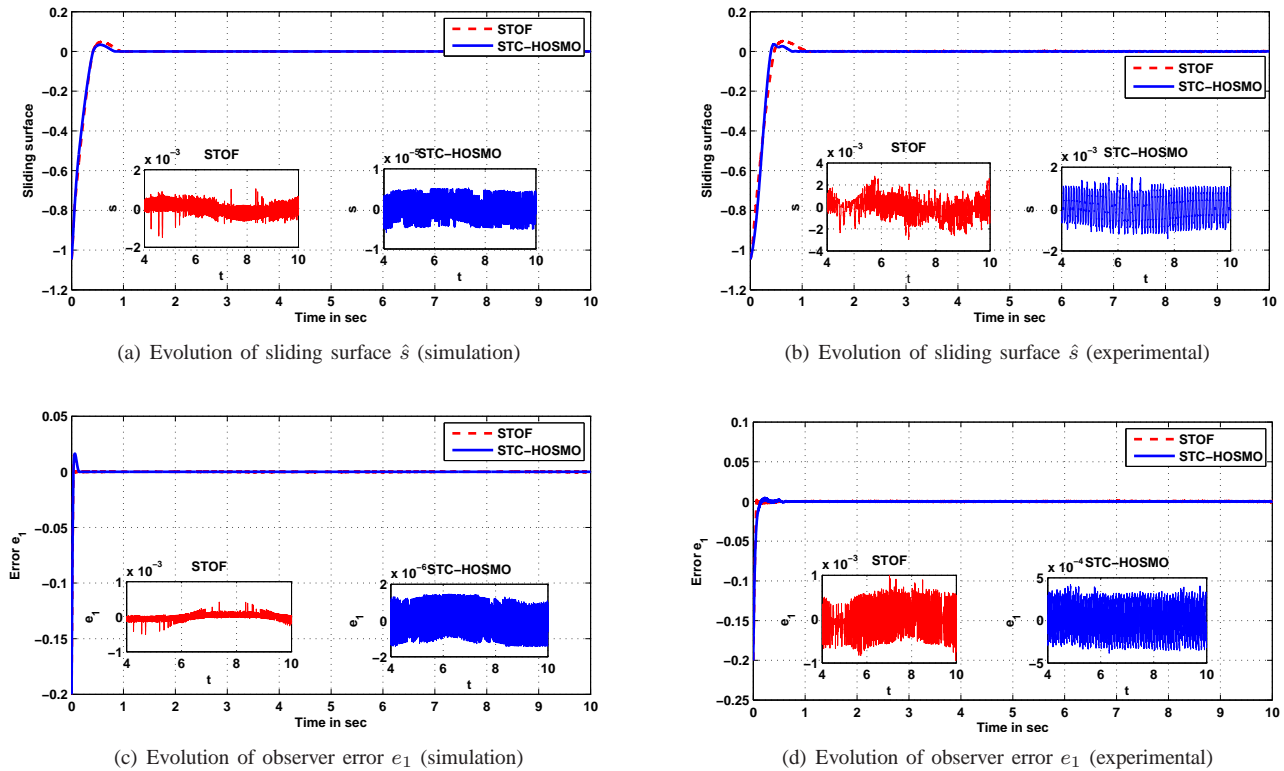 0.2
0
−0.2
−0.4
−0.6
−0.8
−1
−1.2
Sliding surface
0 1 2 3 4 5 6 7 8 9 10
Time in sec
STOF
STC−HOSMO
x 10−3
STOF
2
0
−2
s
4 6 8 10
t
x 10−5
STC−HOSMO
1
0
−1
s
4 6 8 10
t
(a) Evolution of sliding surface ŝ (simulation)
0.2
0
−0.2
−0.4
−0.6
−0.8
−1
−1.2
Sliding surface
0 1 2 3 4 5 6 7 8 9 10
Time in sec
STOF
STC−HOSMO
x 10−3
STOF
4
2
0
−2
−4
s
4 6 8 10
t
x 10−3
STC−HOSMO
2
0
−2
s
4 6 8 10
t
(b) Evolution of sliding surface ŝ (experimental)
0.05
0
−0.05
−0.1
−0.15
−0.2
Error e1
0 1 2 3 4 5 6 7 8 9 10
Time in sec
STOF
STC−HOSMO
x 10−3
STOF
1
0
−1
e1
4 6 8 10
t
x 10−6
STC−HOSMO
2
0
−2
e1
4 6 8 10
t
(c) Evolution of observer error e1 (simulation)
0.1
0.05
0
−0.05
−0.1
−0.15
−0.2
−0.25
Error e1
0 1 2 3 4 5 6 7 8 9 10
Time in sec
STOF
STC−HOSMO
x 10−3
STOF
1
0
−1
e1
4 5 6 7 8 9 10
t
x 10−4
STC−HOSMO
5
0
−5
e1
4 6 8 10
t
(d) Evolution of observer error e1 (experimental)